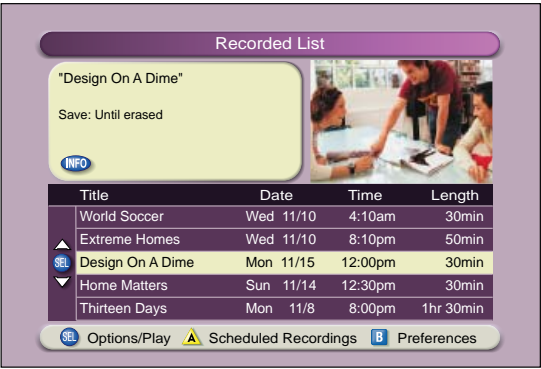 Recorded List
"Design On A Dime"
Save: Until erased
INFO
Title Date Time Length
World Soccer Wed 11/10 4:10am 30min
Extreme Homes Wed 11/10 8:10pm 50min
SEL Design On A Dime Mon 11/15 12:00pm 30min
Home Matters Sun 11/14 12:30pm 30min
Thirteen Days Mon 11/8 8:00pm 1hr 30min
SEL Options/Play A Scheduled Recordings B Preferences